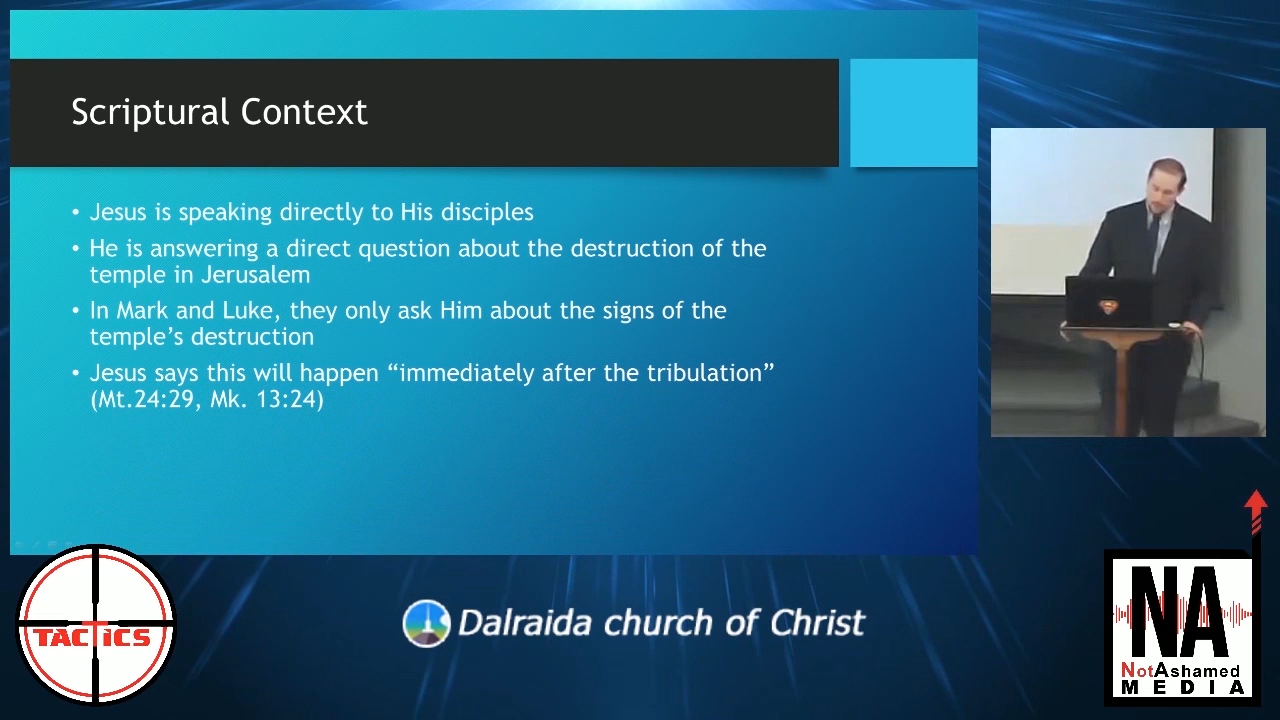 Scriptural Context
• Jesus is speaking directly to His disciples
• He is answering a direct question about the destruction of the
temple in Jerusalem
• In Mark and Luke, they only ask Him about the signs of the
temple’s destruction
• Jesus says this will happen “immediately after the tribulation”
(Mt.24:29, Mk. 13:24)
TACTICS
Dalraida church of Christ
NA
NotAshamed
MEDIA